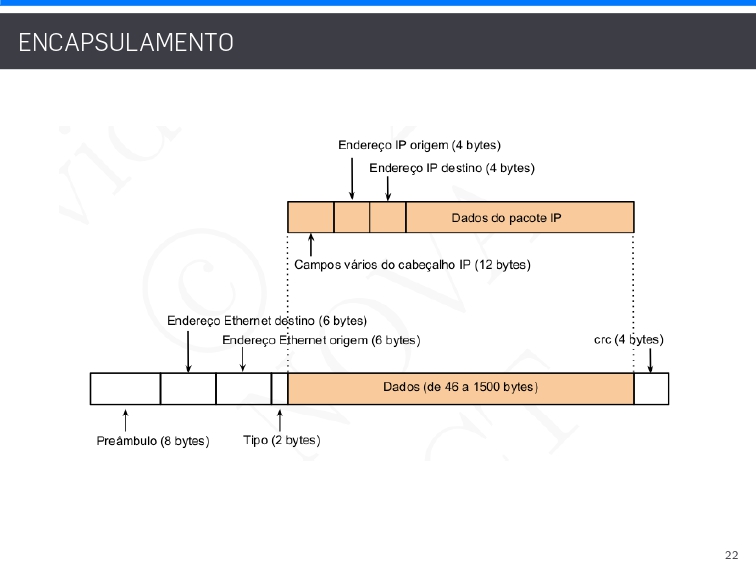 ENCAPSULAMENTO
Endereço IP origem (4 bytes)
Endereço IP destino (4 bytes)
Dados do pacote IP
Campos vários do cabeçalho IP (12 bytes)
Endereço Ethernet destino (6 bytes)
Endereço Ethernet origem (6 bytes)
crc (4 bytes)
Dados (de 46 a 1500 bytes)
Preâmbulo (8 bytes)
Tipo (2 bytes)
22